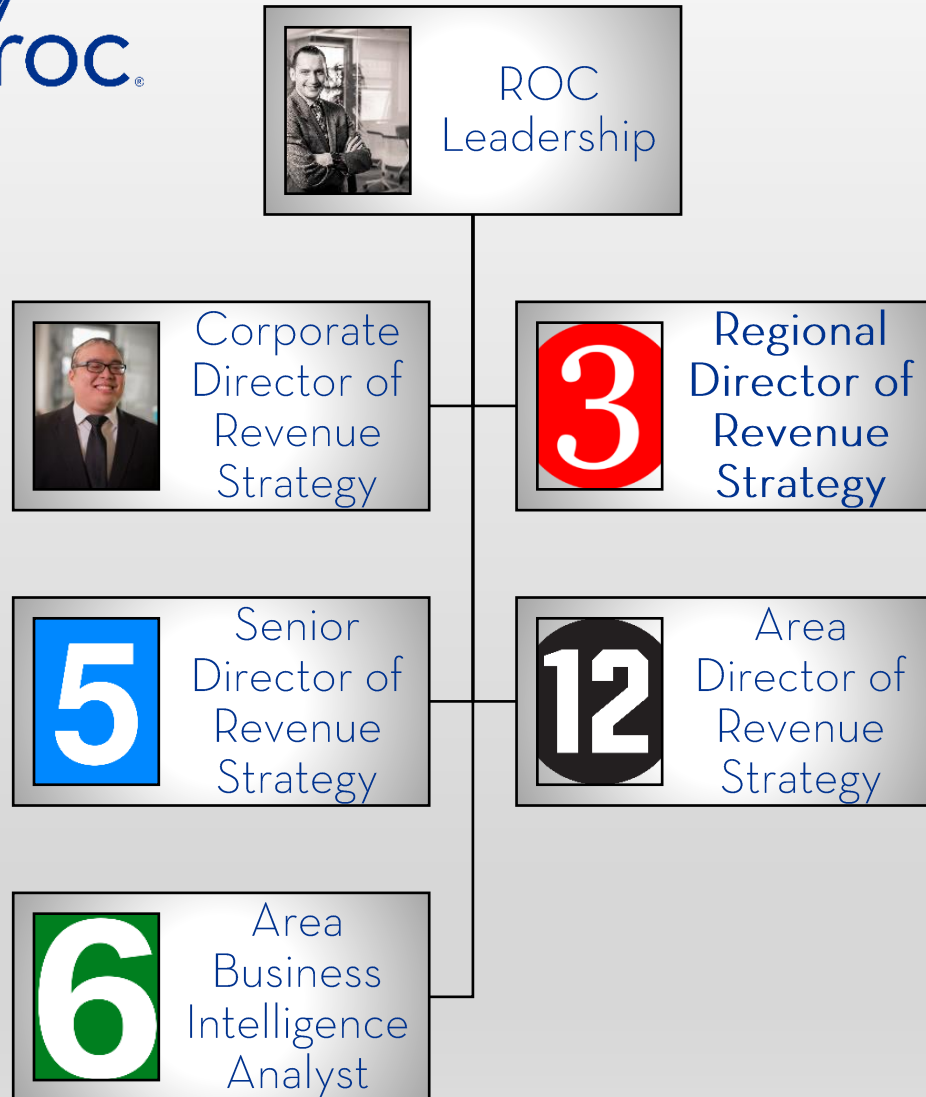 roc®
ROC
Leadership
Corporate
Director of
Revenue
Strategy
3
Regional
Director of
Revenue
Strategy
5
Senior
Director of
Revenue
Strategy
12
Area
Director of
Revenue
Strategy
6
Area
Business
Intelligence
Analyst